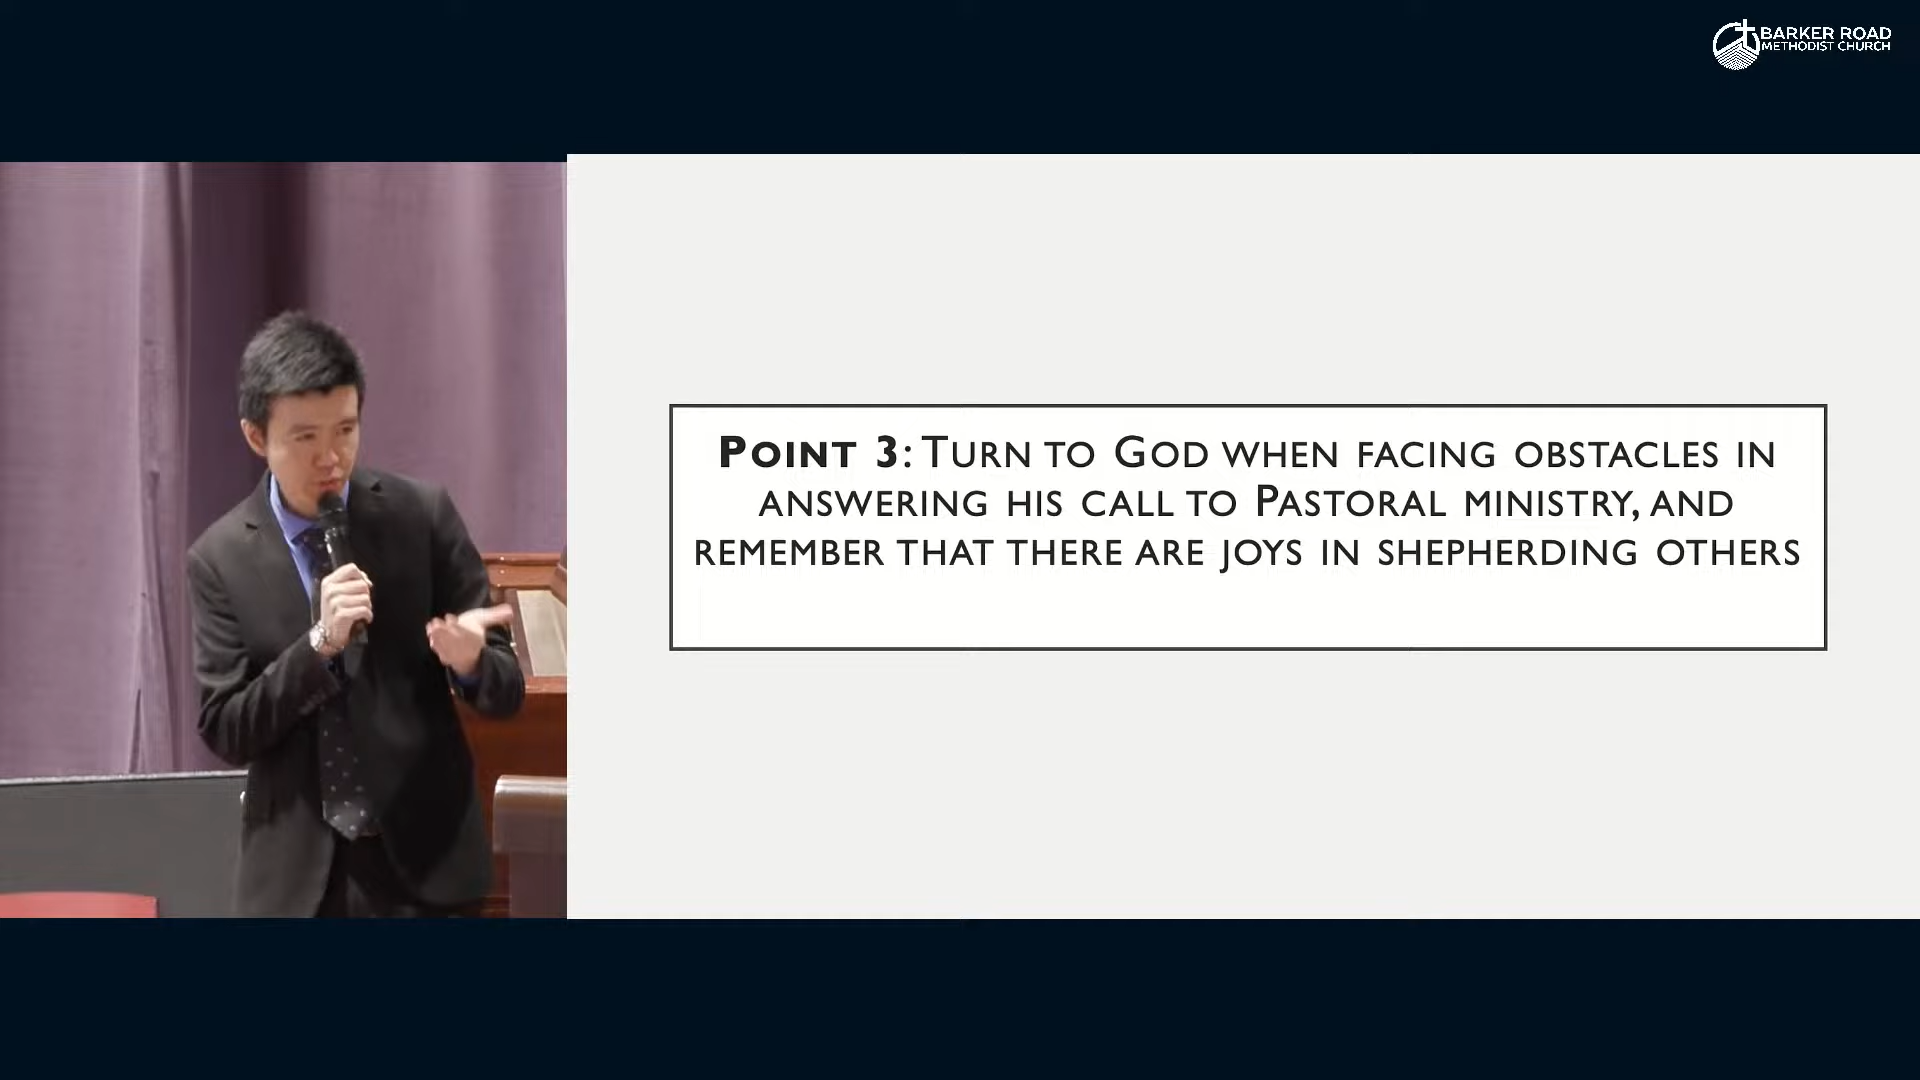 BARKER ROAD
METHODIST CHURCH
POINT 3: TURN TO GOD WHEN FACING OBSTACLES IN
ANSWERING HIS CALL TO PASTORAL MINISTRY, AND
REMEMBER THAT THERE ARE JOYS IN SHEPHERDING OTHERS